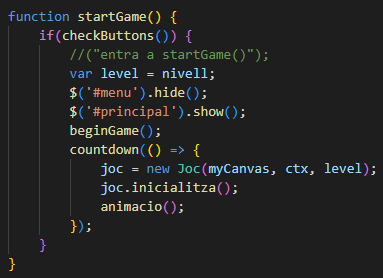 function startGame() {
    if(checkButtons()) {
        //("entra a startGame()");
        var level = nivell;
        $('#menu').hide();
        $('#principal').show();
        beginGame();
        countdown(() => {
            joc = new Joc(myCanvas, ctx, level);
            joc.inicialitza();
            animacio();
        });
    }
}